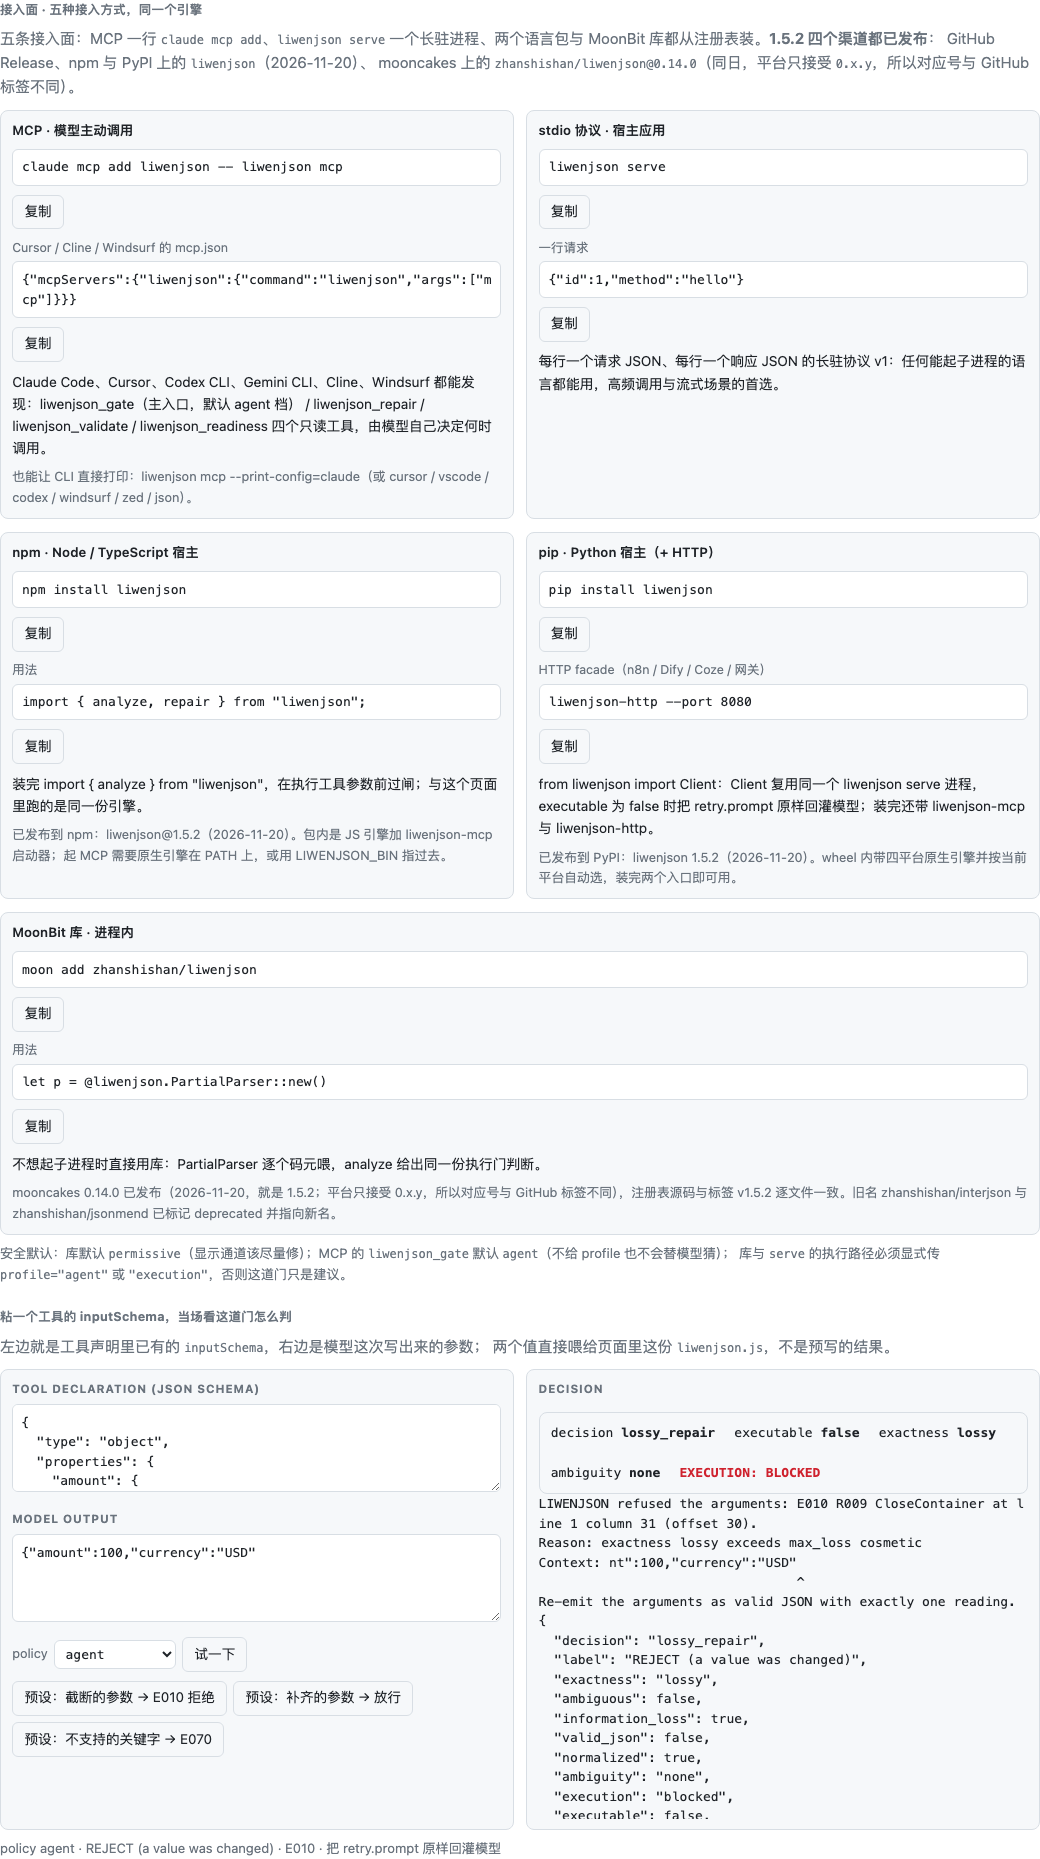 接入面 · 五种接入方式，同一个引擎
五条接入面：MCP 一行 claude mcp add、liwenjson serve 一个长驻进程、两个语言包与 MoonBit 库都从注册表装。1.5.2 四个渠道都已发布： GitHub
Release、npm 与 PyPI 上的 liwenjson（2026-11-20）、 mooncakes 上的 zhanshishan/liwenjson@0.14.0（同日，平台只接受 0.x.y，所以对应号与 GitHub
标签不同）。
MCP · 模型主动调用
claude mcp add liwenjson -- liwenjson mcp
复制
Cursor / Cline / Windsurf 的 mcp.json
{"mcpServers":{"liwenjson":{"command":"liwenjson","args":["m
cp"]}}}
复制
Claude Code、Cursor、Codex CLI、Gemini CLI、Cline、Windsurf 都能发
现：liwenjson_gate（主入口，默认 agent 档） / liwenjson_repair /
liwenjson_validate / liwenjson_readiness 四个只读工具，由模型自己决定何时
调用。
也能让 CLI 直接打印：liwenjson mcp --print-config=claude（或 cursor / vscode /
codex / windsurf / zed / json）。
stdio 协议 · 宿主应用
liwenjson serve
复制
一行请求
{"id":1,"method":"hello"}
复制
每行一个请求 JSON、每行一个响应 JSON 的长驻协议 v1：任何能起子进程的语
言都能用，高频调用与流式场景的首选。
npm · Node / TypeScript 宿主
npm install liwenjson
复制
用法
import { analyze, repair } from "liwenjson";
复制
装完 import { analyze } from "liwenjson"，在执行工具参数前过闸；与这个页面
里跑的是同一份引擎。
已发布到 npm：liwenjson@1.5.2（2026-11-20）。包内是 JS 引擎加 liwenjson-mcp
启动器；起 MCP 需要原生引擎在 PATH 上，或用 LIWENJSON_BIN 指过去。
pip · Python 宿主（+ HTTP）
pip install liwenjson
复制
HTTP facade（n8n / Dify / Coze / 网关）
liwenjson-http --port 8080
复制
from liwenjson import Client：Client 复用同一个 liwenjson serve 进程，
executable 为 false 时把 retry.prompt 原样回灌模型；装完还带 liwenjson-mcp
与 liwenjson-http。
已发布到 PyPI：liwenjson 1.5.2（2026-11-20）。wheel 内带四平台原生引擎并按当前
平台自动选，装完两个入口即可用。
MoonBit 库 · 进程内
moon add zhanshishan/liwenjson
复制
用法
let p = @liwenjson.PartialParser::new()
复制
不想起子进程时直接用库：PartialParser 逐个码元喂，analyze 给出同一份执行门判断。
mooncakes 0.14.0 已发布（2026-11-20，就是 1.5.2；平台只接受 0.x.y，所以对应号与 GitHub 标签不同），注册表源码与标签 v1.5.2 逐文件一致。旧名 zhanshishan/interjson 与
zhanshishan/jsonmend 已标记 deprecated 并指向新名。
安全默认：库默认 permissive（显示通道该尽量修）；MCP 的 liwenjson_gate 默认 agent（不给 profile 也不会替模型猜）； 库与 serve 的执行路径必须显式传
profile="agent" 或 "execution"，否则这道门只是建议。
粘一个工具的 inputSchema，当场看这道门怎么判
左边就是工具声明里已有的 inputSchema，右边是模型这次写出来的参数； 两个值直接喂给页面里这份 liwenjson.js，不是预写的结果。
TOOL DECLARATION (JSON SCHEMA)
{
"type": "object",
"properties": {
"amount": {
MODEL OUTPUT
{"amount":100,"currency":"USD"
policy agent 试一下
预设：截断的参数 → E010 拒绝 预设：补齐的参数 → 放行
预设：不支持的关键字 → E070
DECISION
decision lossy_repair executable false exactness lossy
ambiguity none EXECUTION: BLOCKED
LIWENJSON refused the arguments: E010 R009 CloseContainer at l
ine 1 column 31 (offset 30).
Reason: exactness lossy exceeds max_loss cosmetic
Context: nt":100,"currency":"USD"
^
Re-emit the arguments as valid JSON with exactly one reading.
{
"decision": "lossy_repair",
"label": "REJECT (a value was changed)",
"exactness": "lossy",
"ambiguous": false,
"information_loss": true,
"valid_json": false,
"normalized": true,
"ambiguity": "none",
"execution": "blocked",
"executable": false,
policy agent · REJECT (a value was changed) · E010 · 把 retry.prompt 原样回灌模型